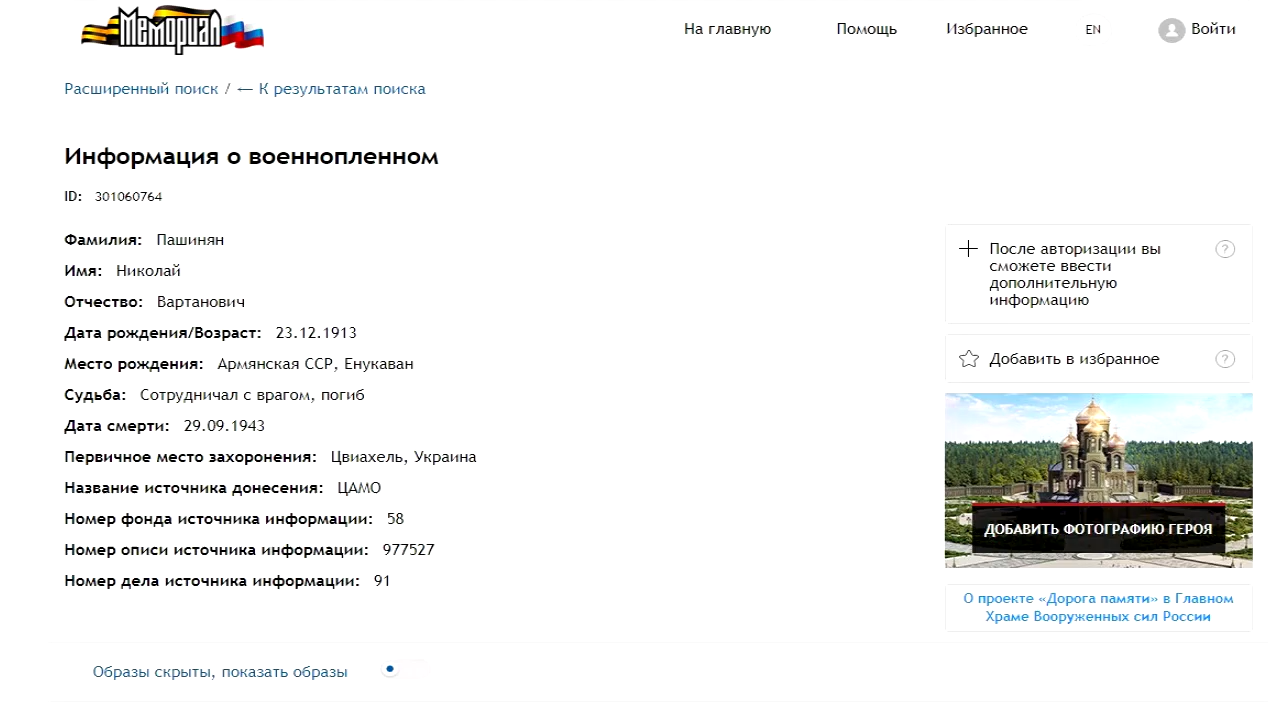 Мемориал
На главную
Помощь
Избранное
EN
Войти
Расширенный поиск / ← К результатам поиска
Информация о военнопленном
ID: 301060764
Фамилия: Пашинян
Имя: Николай
Отчество: Вартанович
Дата рождения/Возраст: 23.12.1913
Место рождения: Армянская ССР, Енукаван
Судьба: Сотрудничал с врагом, погиб
Дата смерти: 29.09.1943
Первичное место захоронения: Цвиахель, Украина
Название источника донесения: ЦАМО
Номер фонда источника информации: 58
Номер описи источника информации: 977527
Номер дела источника информации: 91
После авторизации вы
сможете ввести
дополнительную
информацию
?
Добавить в избранное
?
ДОБАВИТЬ ФОТОГРАФИЮ ГЕРОЯ
О проекте «Дорога памяти» в Главном
Храме Вооруженных сил России
Образы скрыты, показать образы